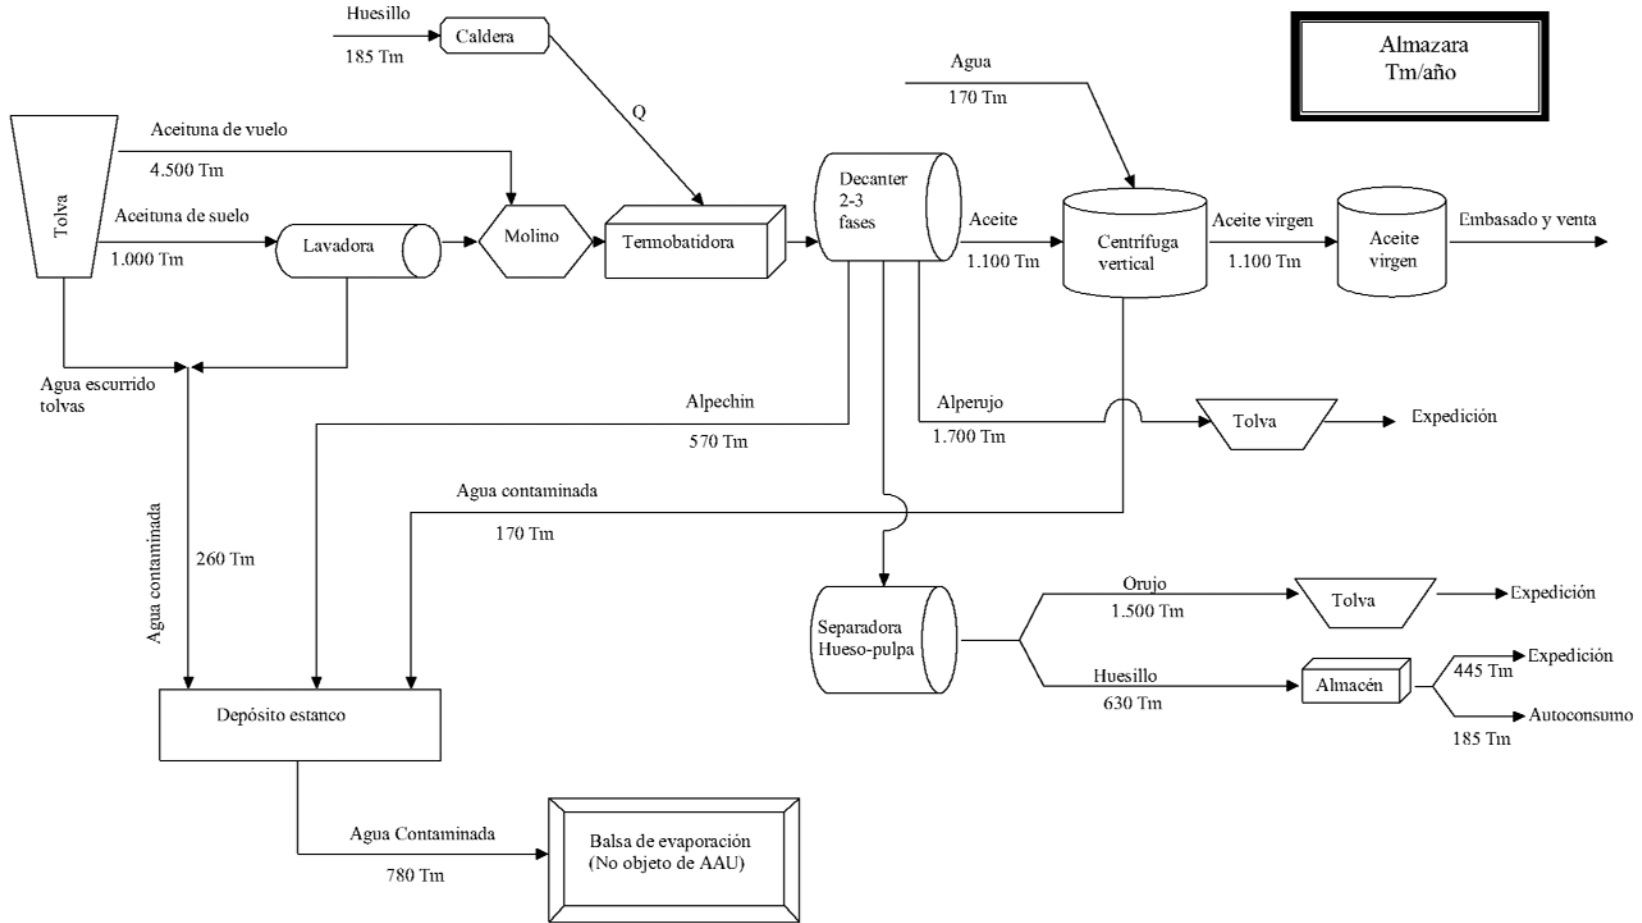 Huesillo
185 Tm
Caldera
Almazara
Tm/año
Agua
170 Tm
Q
Aceituna de vuelo
4.500 Tm
Tolva
Aceituna de suelo
1.000 Tm
Lavadora
Molino
Termobatidora
Decanter
2-3
fases
Aceite
1.100 Tm
Centrífuga
vertical
Aceite virgen
1.100 Tm
Aceite
virgen
Embasado y venta
Agua escurrido
tolvas
Alpechin
570 Tm
Alperujo
1.700 Tm
Tolva
Expedición
Agua contaminada
170 Tm
Agua contaminada
260 Tm
Separadora
Hueso-pulpa
Orujo
1.500 Tm
Tolva
Expedición
Huesillo
630 Tm
Almacén
Expedición
445 Tm
Autoconsumo
185 Tm
Depósito estanco
Agua Contaminada
780 Tm
Balsa de evaporación
(No objeto de AAU)